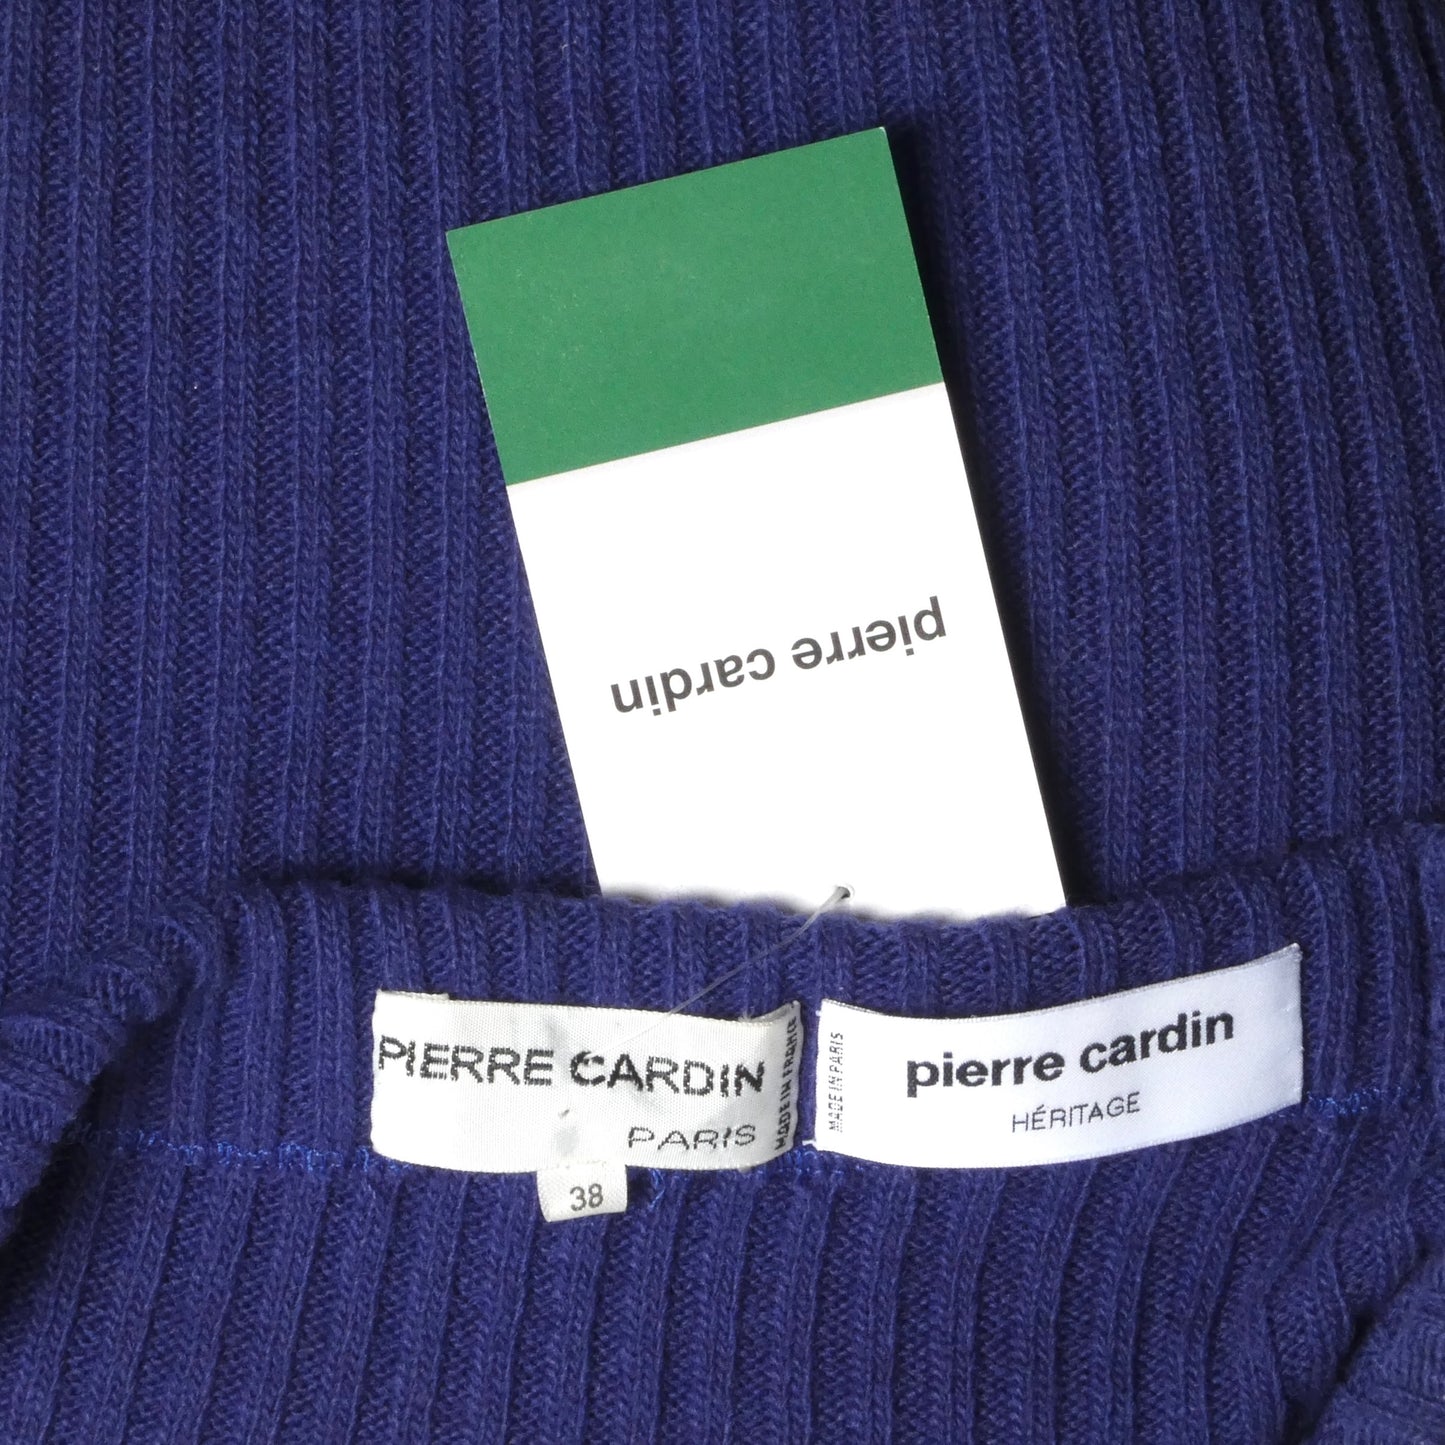 pierre cardin
PIERRE CARDIN
PARIS
MADE IN FRANCE
38
MADE IN PARIS
pierre cardin
HÉRITAGE